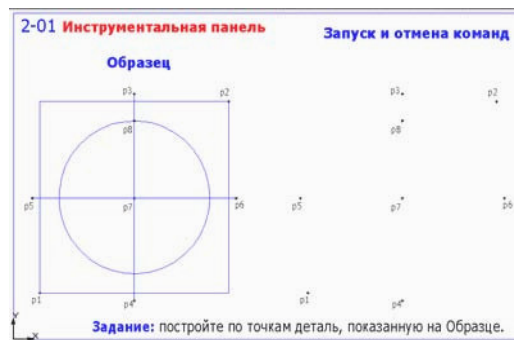 2-01 Инструментальная панель
Запуск и отмена команд
Образец
p3 p2 p3 p2
p8 p8
p5 p7 p6 p5 p7 p6
p1 p4 p1 p4
Y
X
Задание: постройте по точкам деталь, показанную на Образце.